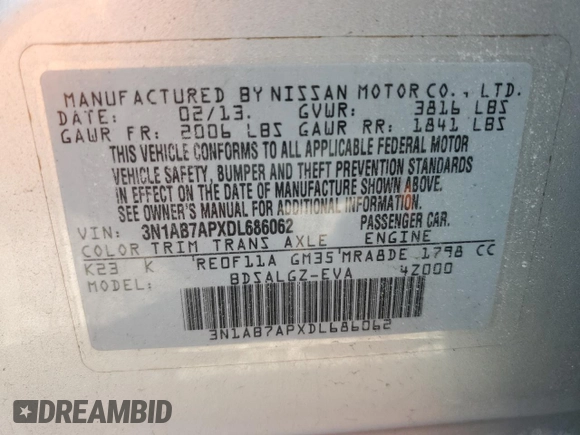 MANUFACTURED BY NISSAN MOTOR CO., LTD.
DATE: 02/13. GVWR: 3816 LBS
GAWR FR: 2006 LBS GAWR RR: 1841 LBS
THIS VEHICLE CONFORMS TO ALL APPLICABLE FEDERAL MOTOR
VEHICLE SAFETY, BUMPER AND THEFT PREVENTION STANDARDS
IN EFFECT ON THE DATE OF MANUFACTURE SHOWN ABOVE.
SEE OWNER'S MANUAL FOR ADDITIONAL INFORMATION.
VIN: 3N1AB7APXDL686062 PASSENGER CAR.
COLOR TRIM TRANS AXLE ENGINE
K23 K RE0F11A GM35 MRA8DE 1798 CC
MODEL: BDSALGZ-EVA 4Z000
3N1AB7APXDL686062
DREAMBID